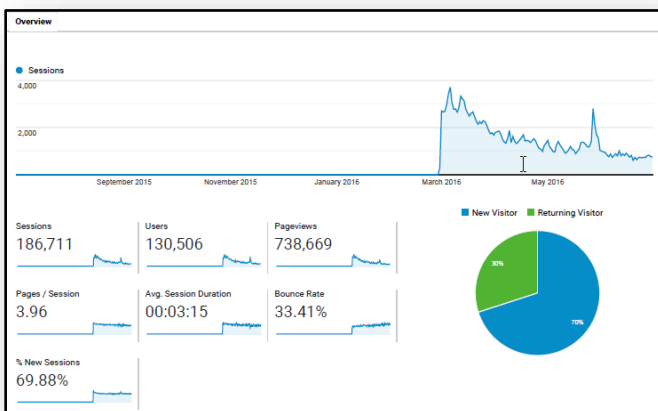 Overview
Sessions
4,000
2,000
September 2015 November 2015 January 2016 March 2016 May 2016
Sessions Users Pageviews
186,711 130,506 738,669
Pages / Session Avg. Session Duration Bounce Rate
3.96 00:03:15 33.41%
% New Sessions
69.88%
New Visitor Returning Visitor
30%
70%